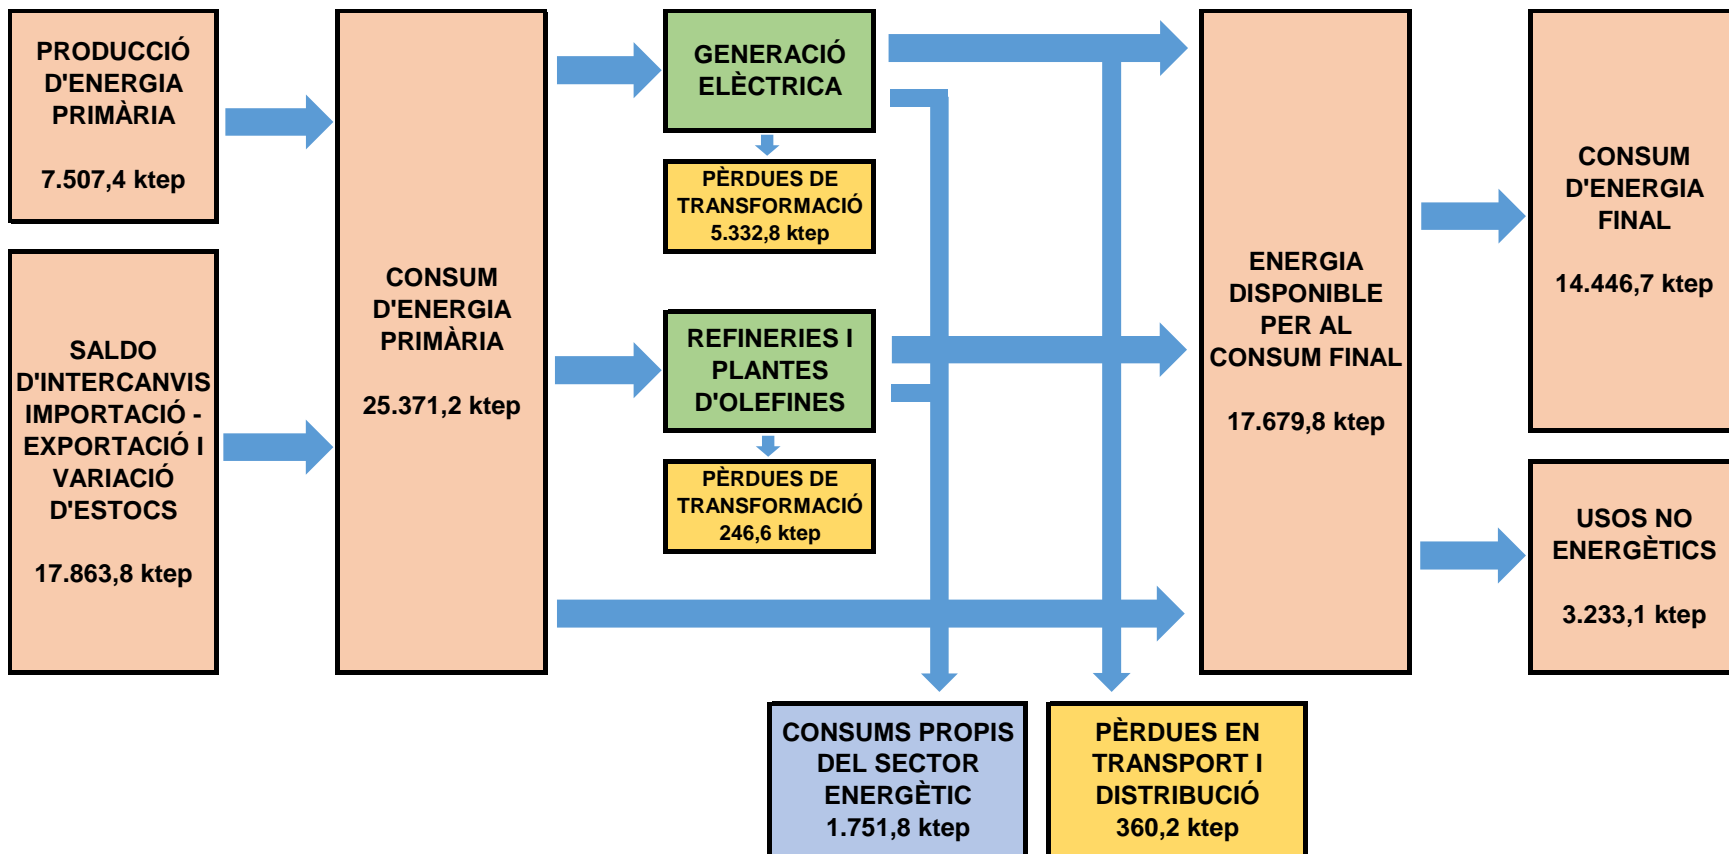 PRODUCCIÓ
D'ENERGIA
PRIMÀRIA
7.507,4 ktep
SALDO
D'INTERCANVIS
IMPORTACIÓ -
EXPORTACIÓ I
VARIACIÓ
D'ESTOCS
17.863,8 ktep
CONSUM
D'ENERGIA
PRIMÀRIA
25.371,2 ktep
GENERACIÓ
ELÈCTRICA
PÈRDUES DE
TRANSFORMACIÓ
5.332,8 ktep
REFINERIES I
PLANTES
D'OLEFINES
PÈRDUES DE
TRANSFORMACIÓ
246,6 ktep
CONSUMS PROPIS
DEL SECTOR
ENERGÈTIC
1.751,8 ktep
PÈRDUES EN
TRANSPORT I
DISTRIBUCIÓ
360,2 ktep
ENERGIA
DISPONIBLE
PER AL
CONSUM FINAL
17.679,8 ktep
CONSUM
D'ENERGIA
FINAL
14.446,7 ktep
USOS NO
ENERGÈTICS
3.233,1 ktep